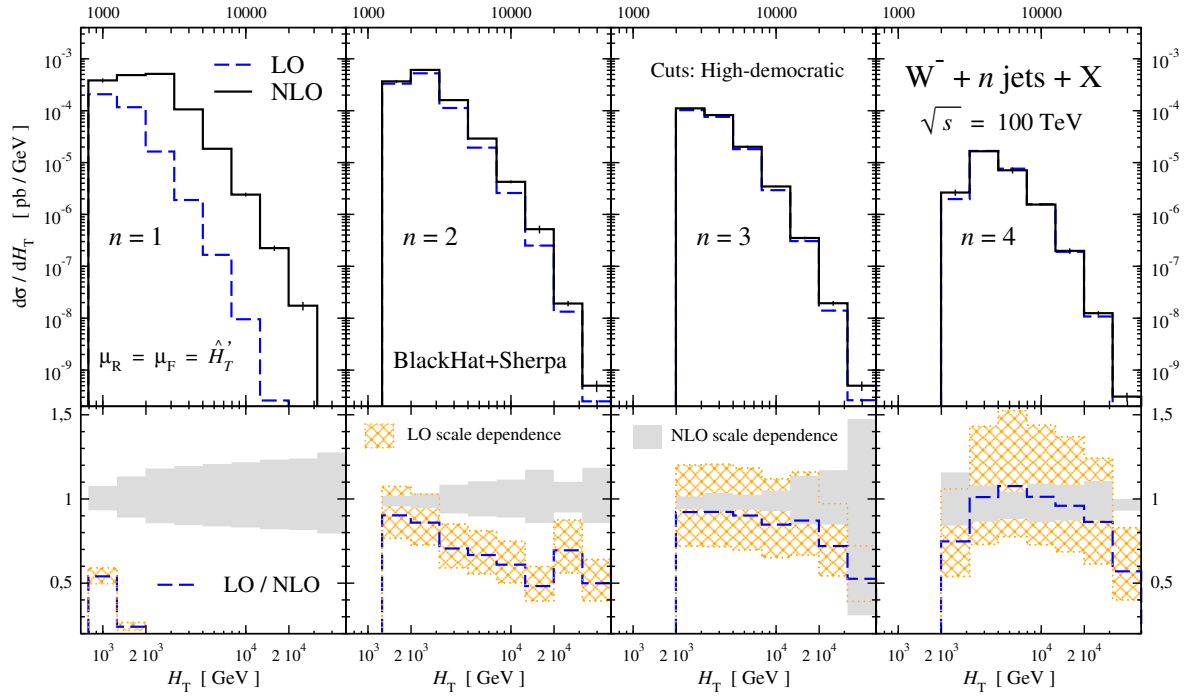 1000 10000 1000 10000 1000 10000 1000 10000
10⁻³
10⁻⁴
10⁻⁵
10⁻⁶
10⁻⁷
10⁻⁸
10⁻⁹
dσ / dH_T [ pb / GeV ]
LO
NLO
n = 1
μ_R = μ_F = Ĥ_T'
n = 2
BlackHat+Sherpa
Cuts: High-democratic
n = 3
W⁻ + n jets + X
√s = 100 TeV
n = 4
10⁻³
10⁻⁴
10⁻⁵
10⁻⁶
10⁻⁷
10⁻⁸
10⁻⁹
1,5
1
0,5
LO / NLO
LO scale dependence
NLO scale dependence
1,5
1
0,5
10³ 2 10³ 10⁴ 2 10⁴ 2 10³ 10⁴ 2 10⁴ 10³ 2 10³ 10⁴ 2 10⁴ 10³ 2 10³ 10⁴ 2 10⁴
H_T [ GeV ] H_T [ GeV ] H_T [ GeV ] H_T [ GeV ]